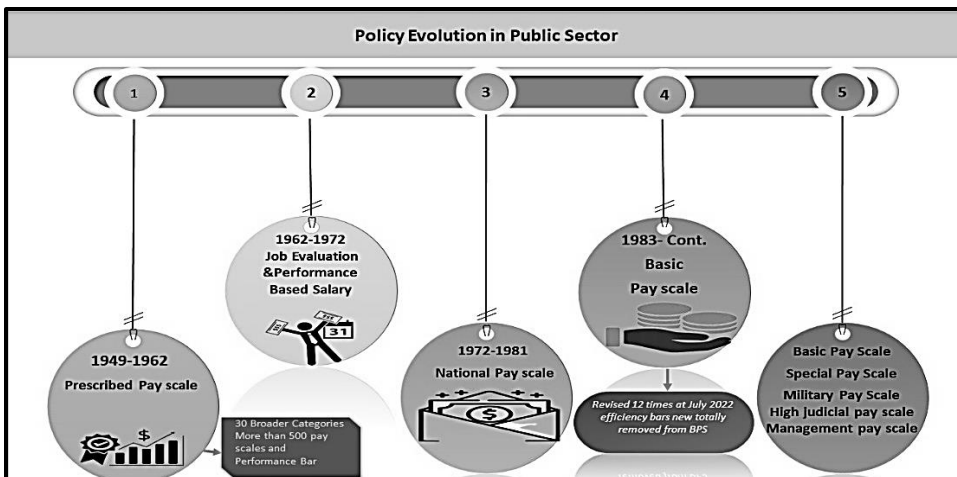 Policy Evolution in Public Sector
1
2
3
4
5
1949-1962
Prescribed Pay scale
$
30 Broader Categories
More than 500 pay
scales and
Performance Bar
1962-1972
Job Evaluation
&Performance
Based Salary
31
1972-1981
National Pay scale
$
1983- Cont.
Basic
Pay scale
Revised 12 times at July 2022
efficiency bars new totally
removed from BPS
Basic Pay Scale
Special Pay Scale
Military Pay Scale
High judicial pay scale
Management pay scale